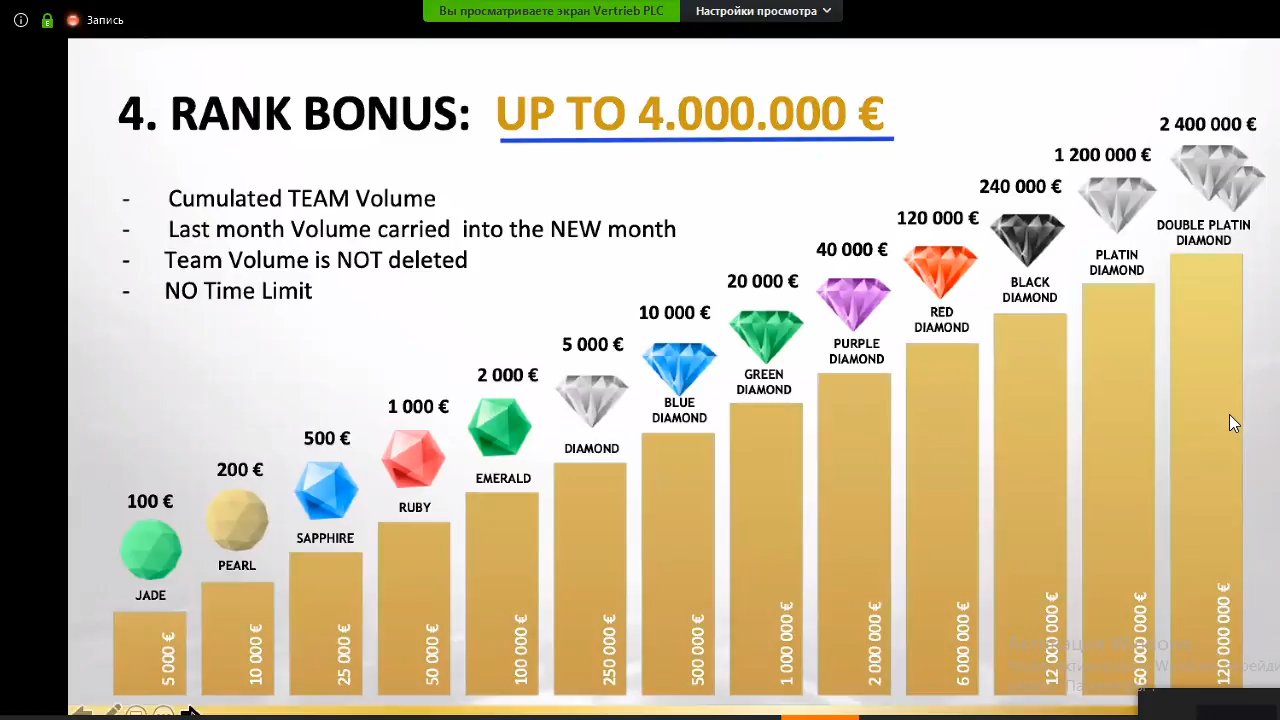 Запись
Вы просматриваете экран Vertrieb PLC
Настройки просмотра
4. RANK BONUS: UP TO 4.000.000 €
- Cumulated TEAM Volume
- Last month Volume carried into the NEW month
- Team Volume is NOT deleted
- NO Time Limit
100 €
JADE
5 000 €
200 €
PEARL
10 000 €
500 €
SAPPHIRE
25 000 €
1 000 €
RUBY
50 000 €
2 000 €
EMERALD
100 000 €
5 000 €
DIAMOND
250 000 €
10 000 €
BLUE
DIAMOND
500 000 €
20 000 €
GREEN
DIAMOND
1 000 000 €
40 000 €
PURPLE
DIAMOND
2 000 000 €
120 000 €
RED
DIAMOND
6 000 000 €
240 000 €
BLACK
DIAMOND
12 000 000 €
1 200 000 €
PLATIN
DIAMOND
60 000 000 €
2 400 000 €
DOUBLE PLATIN
DIAMOND